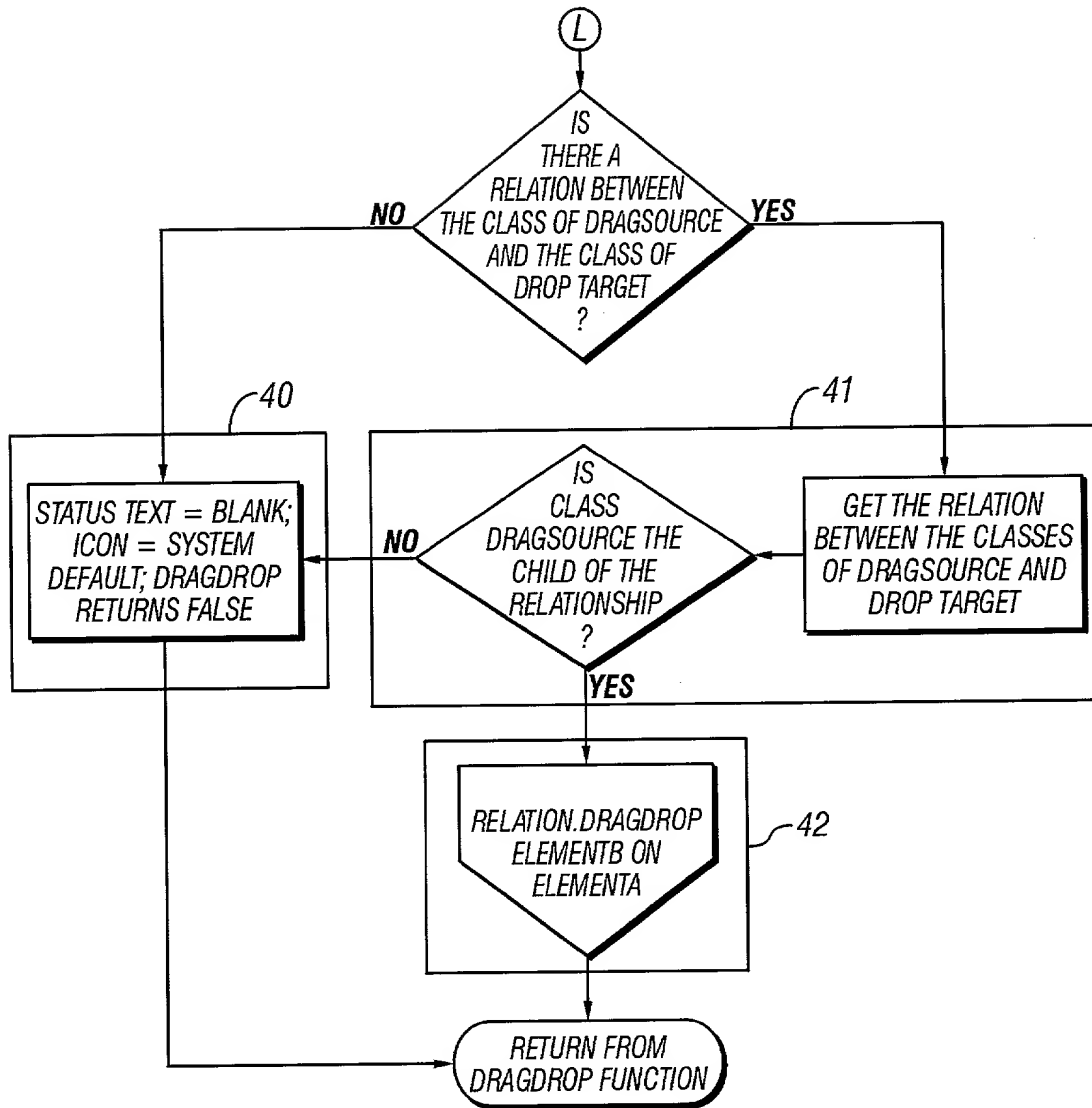 L
IS
THERE A
RELATION BETWEEN
THE CLASS OF DRAGSOURCE
AND THE CLASS OF
DROP TARGET
?
NO
YES
40
41
STATUS TEXT = BLANK;
ICON = SYSTEM
DEFAULT; DRAGDROP
RETURNS FALSE
NO
IS
CLASS
DRAGSOURCE THE
CHILD OF THE
RELATIONSHIP
?
GET THE RELATION
BETWEEN THE CLASSES
OF DRAGSOURCE AND
DROP TARGET
YES
RELATION.DRAGDROP
ELEMENTB ON
ELEMENTA
42
RETURN FROM
DRAGDROP FUNCTION